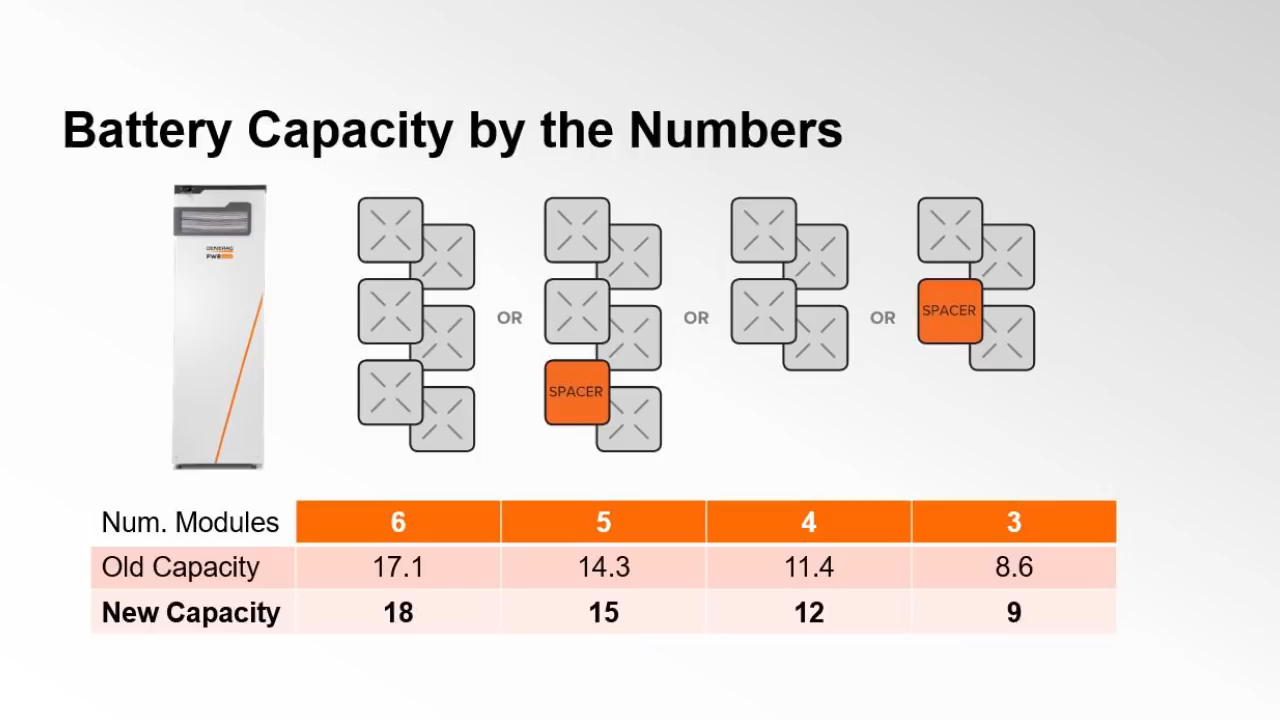 Battery Capacity by the Numbers
GENERAC
PWR
OR
OR
OR
SPACER
SPACER
Num. Modules 6 5 4 3
Old Capacity 17.1 14.3 11.4 8.6
New Capacity 18 15 12 9